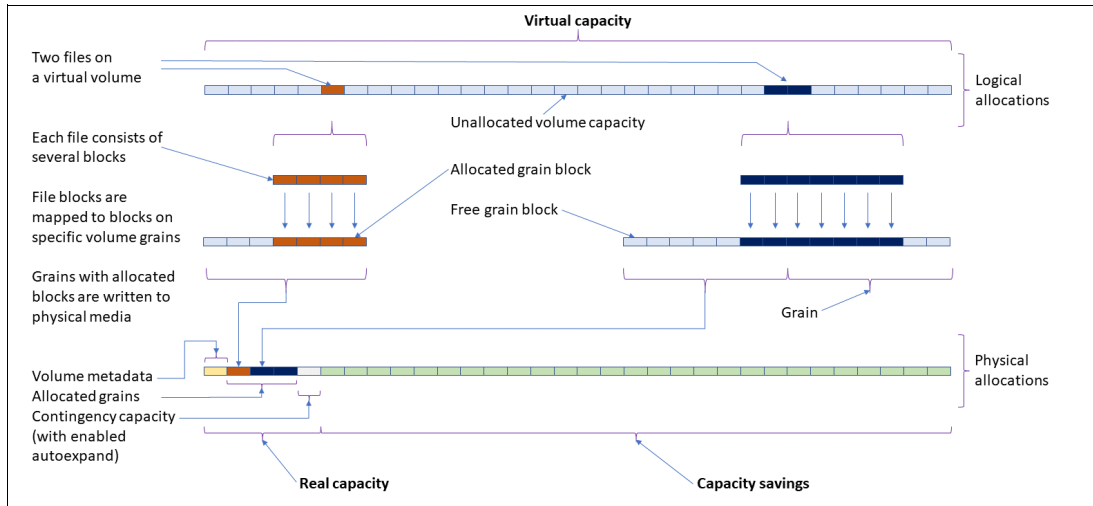 Virtual capacity
Two files on
a virtual volume
Logical
allocations
Unallocated volume capacity
Each file consists of
several blocks
Allocated grain block
File blocks are
mapped to blocks on
specific volume grains
Free grain block
Grains with allocated
blocks are written to
physical media
Grain
Physical
allocations
Volume metadata
Allocated grains
Contingency capacity
(with enabled
autoexpand)
Real capacity
Capacity savings